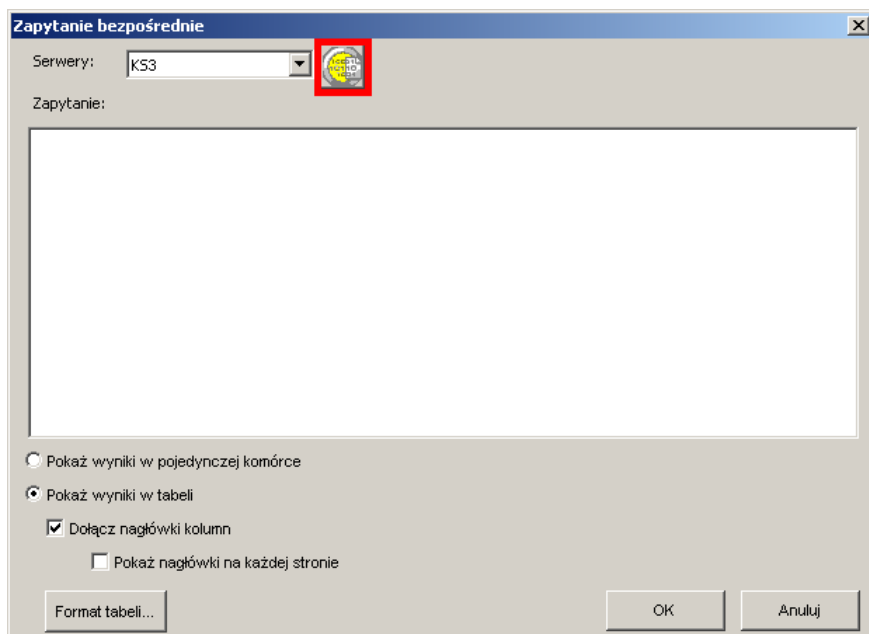 Zapytanie bezpośrednie
Serwery:
KS3
Zapytanie:
Pokaż wyniki w pojedynczej komórce
Pokaż wyniki w tabeli
Dołącz nagłówki kolumn
Pokaż nagłówki na każdej stronie
Format tabeli...
OK
Anuluj